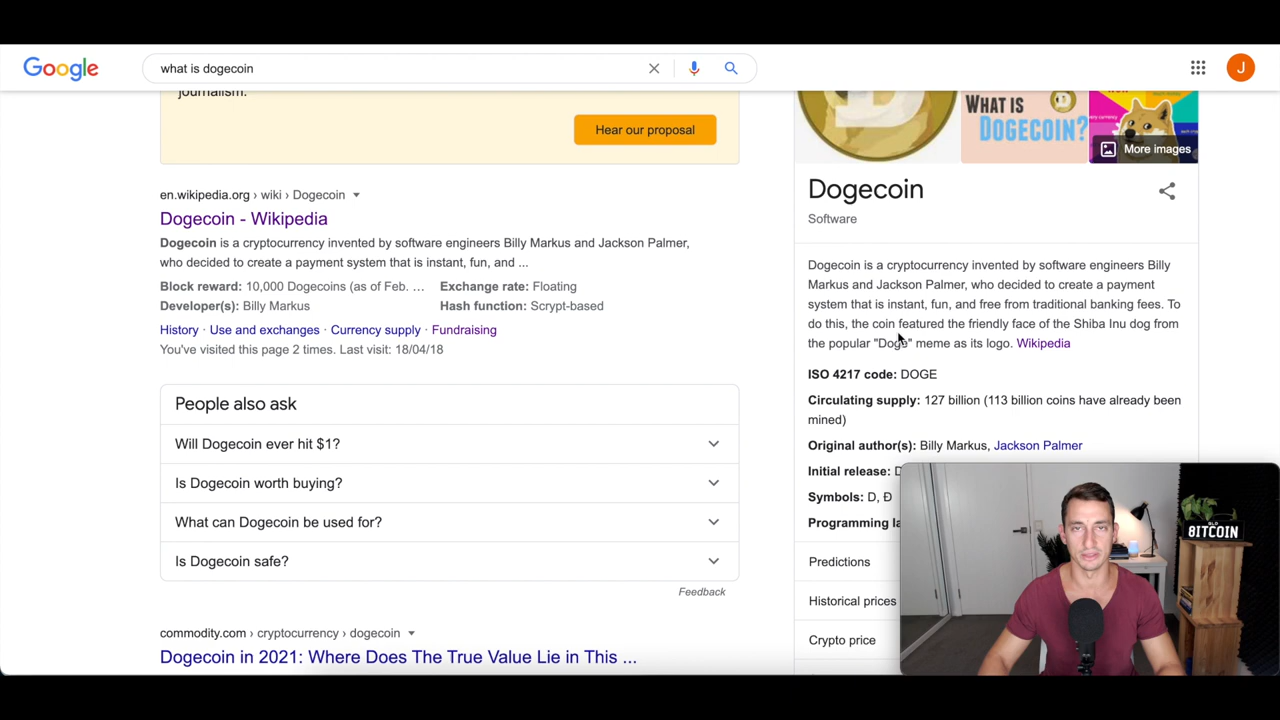 Google
what is dogecoin
J
journalism.
Hear our proposal
en.wikipedia.org › wiki › Dogecoin
Dogecoin - Wikipedia
Dogecoin is a cryptocurrency invented by software engineers Billy Markus and Jackson Palmer,
who decided to create a payment system that is instant, fun, and ...
Block reward: 10,000 Dogecoins (as of Feb. … Exchange rate: Floating
Developer(s): Billy Markus Hash function: Scrypt-based
History · Use and exchanges · Currency supply · Fundraising
You've visited this page 2 times. Last visit: 18/04/18
People also ask
Will Dogecoin ever hit $1?
Is Dogecoin worth buying?
What can Dogecoin be used for?
Is Dogecoin safe?
Feedback
commodity.com › cryptocurrency › dogecoin
Dogecoin in 2021: Where Does The True Value Lie in This ...
WHAT IS
DOGECOIN?
More images
Dogecoin
Software
Dogecoin is a cryptocurrency invented by software engineers Billy
Markus and Jackson Palmer, who decided to create a payment
system that is instant, fun, and free from traditional banking fees. To
do this, the coin featured the friendly face of the Shiba Inu dog from
the popular "Doge" meme as its logo. Wikipedia
ISO 4217 code: DOGE
Circulating supply: 127 billion (113 billion coins have already been
mined)
Original author(s): Billy Markus, Jackson Palmer
Initial release: D
Symbols: D, Ð
Programming la
Predictions
Historical prices
Crypto price
BITCOIN